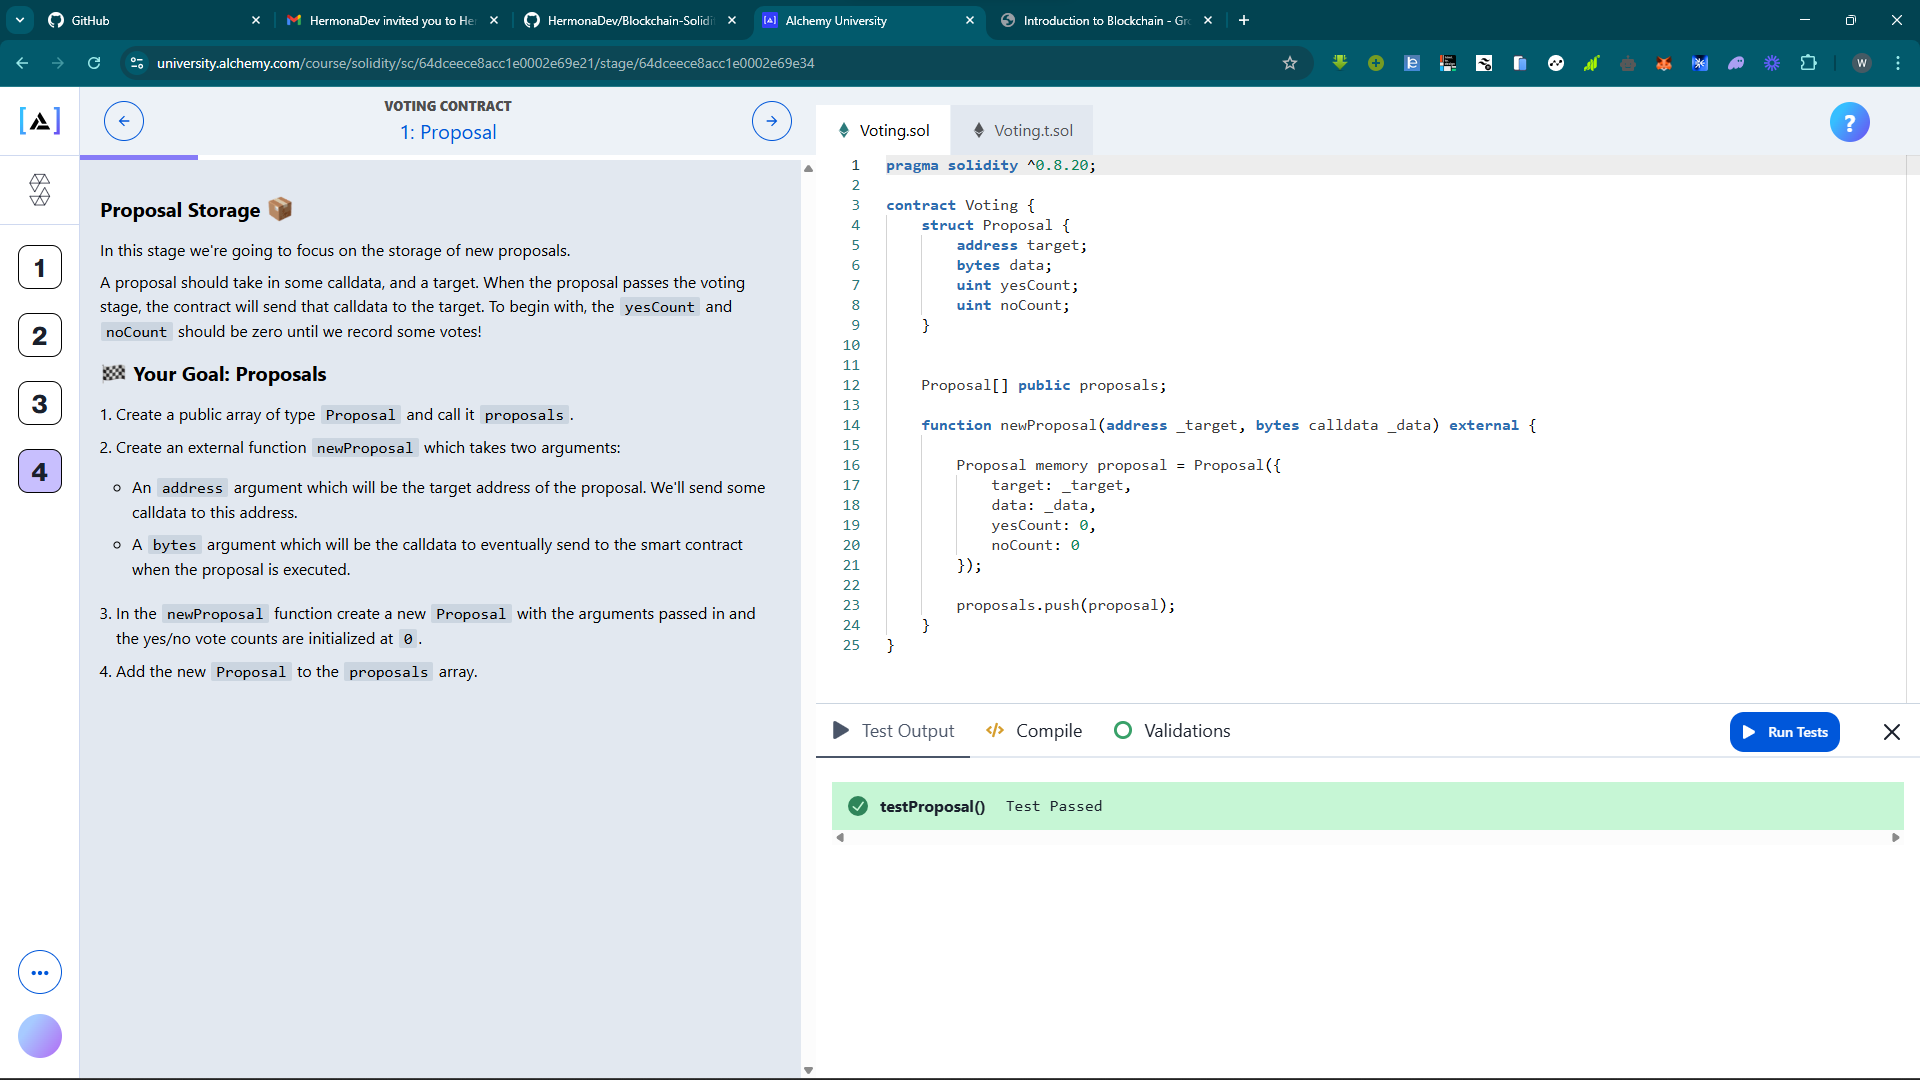 GitHub
HermonaDev invited you to He
HermonaDev/Blockchain-Solidi
Alchemy University
Introduction to Blockchain - Gr
university.alchemy.com/course/solidity/sc/64dceece8acc1e0002e69e21/stage/64dceece8acc1e0002e69e34
W
VOTING CONTRACT
1: Proposal
1
2
3
4
Proposal Storage
In this stage we're going to focus on the storage of new proposals.
A proposal should take in some calldata, and a target. When the proposal passes the voting
stage, the contract will send that calldata to the target. To begin with, the yesCount and
noCount should be zero until we record some votes!
Your Goal: Proposals
1. Create a public array of type Proposal and call it proposals.
2. Create an external function newProposal which takes two arguments:
An address argument which will be the target address of the proposal. We'll send some
calldata to this address.
A bytes argument which will be the calldata to eventually send to the smart contract
when the proposal is executed.
3. In the newProposal function create a new Proposal with the arguments passed in and
the yes/no vote counts are initialized at 0.
4. Add the new Proposal to the proposals array.
Voting.sol
Voting.t.sol
?
1 pragma solidity ^0.8.20;
2
3 contract Voting {
4 struct Proposal {
5 address target;
6 bytes data;
7 uint yesCount;
8 uint noCount;
9 }
10
11
12 Proposal[] public proposals;
13
14 function newProposal(address _target, bytes calldata _data) external {
15
16 Proposal memory proposal = Proposal({
17 target: _target,
18 data: _data,
19 yesCount: 0,
20 noCount: 0
21 });
22
23 proposals.push(proposal);
24 }
25 }
Test Output
Compile
Validations
Run Tests
testProposal() Test Passed